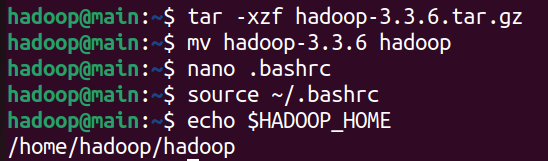 hadoop@main:~$ tar -xzf hadoop-3.3.6.tar.gz
hadoop@main:~$ mv hadoop-3.3.6 hadoop
hadoop@main:~$ nano .bashrc
hadoop@main:~$ source ~/.bashrc
hadoop@main:~$ echo $HADOOP_HOME
/home/hadoop/hadoop